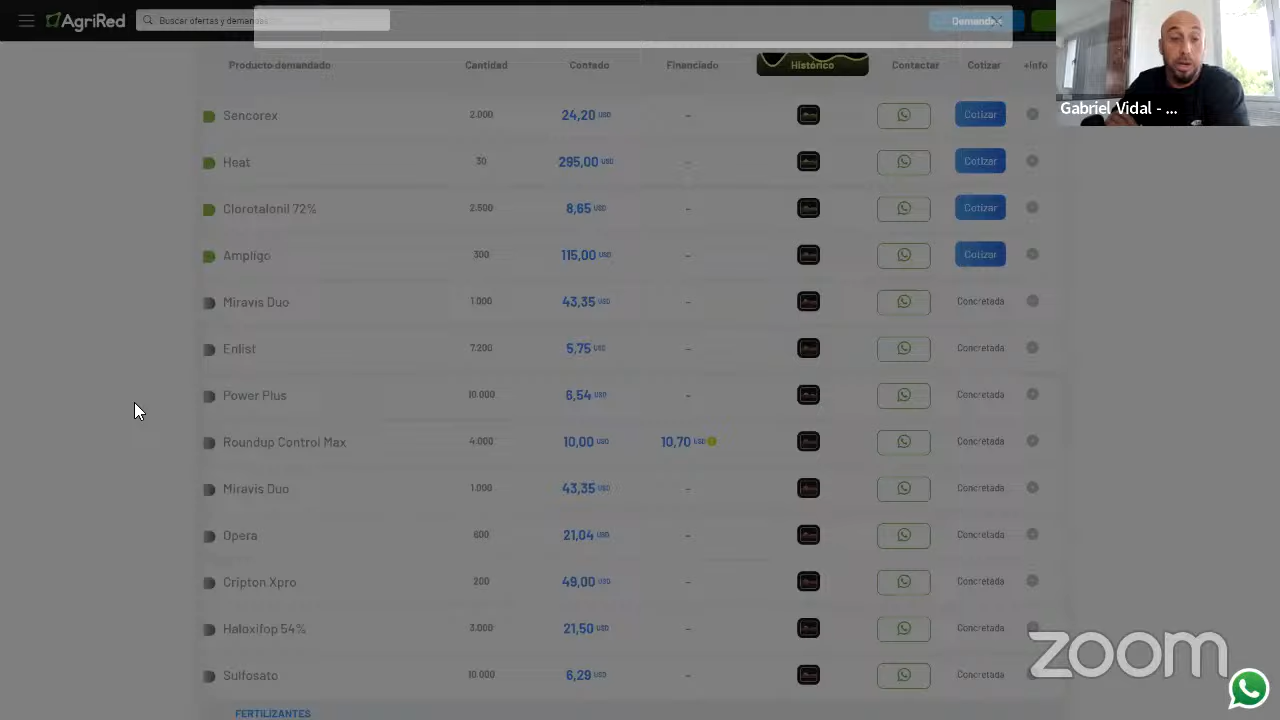 AgriRed
Buscar ofertas y demandas
Demandas
Producto demandado Cantidad Contado Financiado Histórico Contactar Cotizar +Info
Gabriel Vidal - ...
Sencorex 2.000 24,20 USD - Cotizar
Heat 30 295,00 USD - Cotizar
Clorotalonil 72% 2.500 8,65 USD - Cotizar
Ampligo 300 115,00 USD - Cotizar
Miravis Duo 1.000 43,35 USD - Concretada
Enlist 7.200 5,75 USD - Concretada
Power Plus 10.000 6,54 USD - Concretada
Roundup Control Max 4.000 10,00 USD 10,70 USD Concretada
Miravis Duo 1.000 43,35 USD - Concretada
Opera 600 21,04 USD - Concretada
Cripton Xpro 200 49,00 USD - Concretada
Haloxifop 54% 3.000 21,50 USD - Concretada
Sulfosato 10.000 6,29 USD - Concretada
zoom
FERTILIZANTES